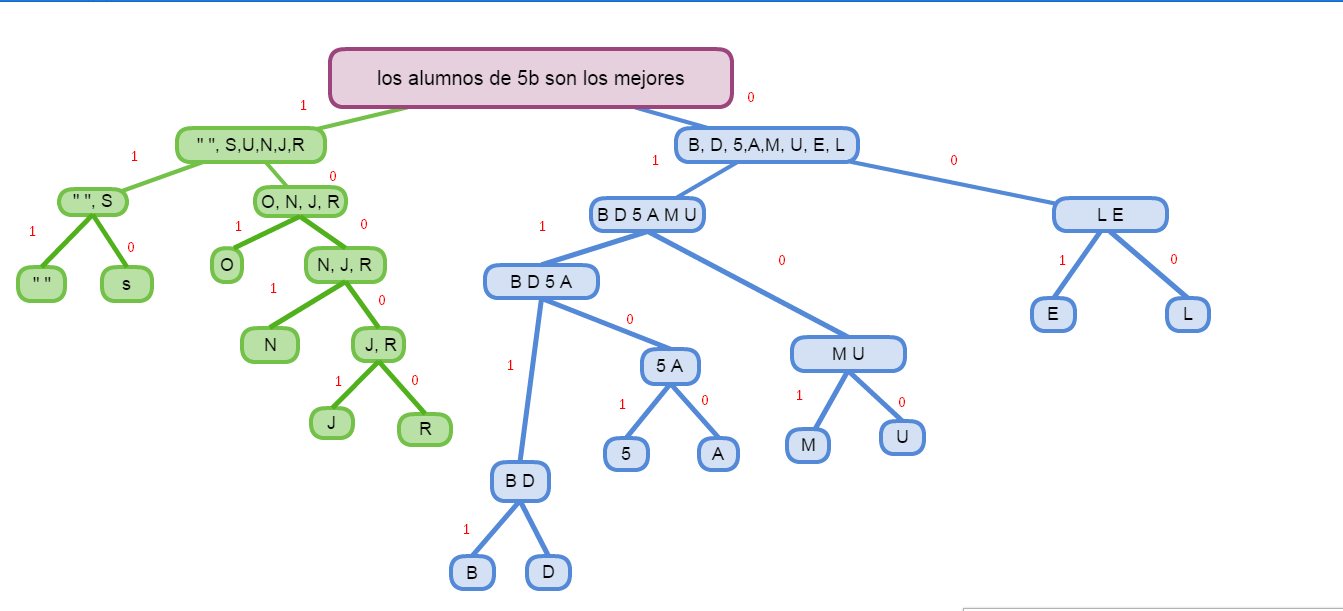 los alumnos de 5b son los mejores
0
1
" ", S,U,N,J,R
B, D, 5,A,M, U, E, L
1
0
1
0
" ", S
O, N, J, R
B D 5 A M U
L E
1
0
1
0
1
0
1
0
" "
s
O
N, J, R
B D 5 A
M U
E
L
1
0
1
0
N
J, R
5 A
1
0
1
0
1
0
J
R
5
A
M
U
B D
1
B
D